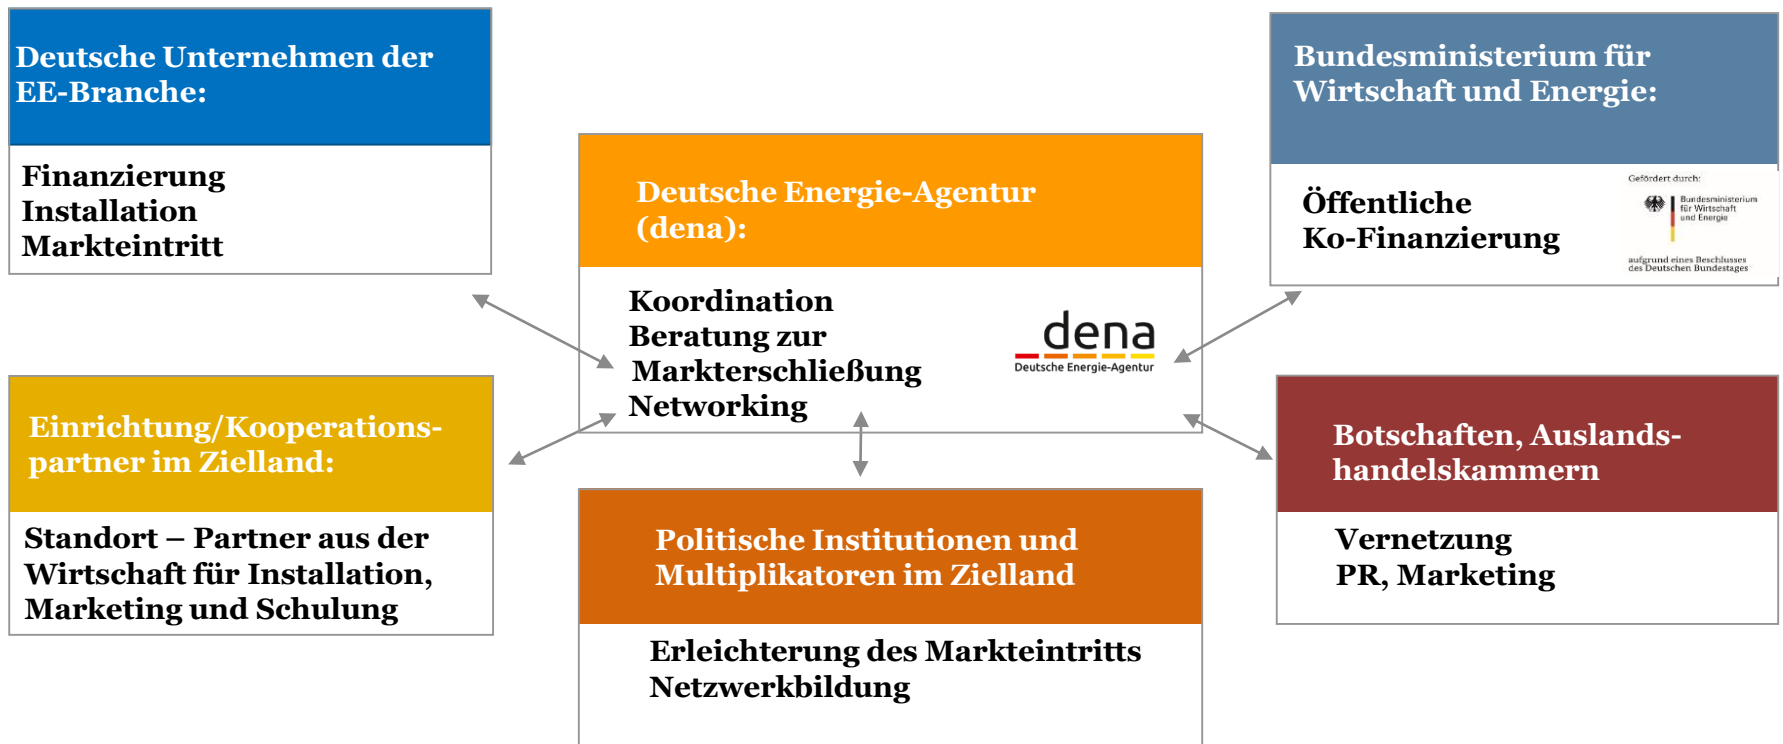 Deutsche Unternehmen der
EE-Branche:
Finanzierung
Installation
Markteintritt
Deutsche Energie-Agentur
(dena):
Koordination
Beratung zur
Markterschließung
Networking
dena
Deutsche Energie-Agentur
Bundesministerium für
Wirtschaft und Energie:
Öffentliche
Ko-Finanzierung
Gefördert durch:
Bundesministerium
für Wirtschaft
und Energie
aufgrund eines Beschlusses
des Deutschen Bundestages
Einrichtung/Kooperations-
partner im Zielland:
Standort – Partner aus der
Wirtschaft für Installation,
Marketing und Schulung
Politische Institutionen und
Multiplikatoren im Zielland
Erleichterung des Markteintritts
Netzwerkbildung
Botschaften, Auslands-
handelskammern
Vernetzung
PR, Marketing